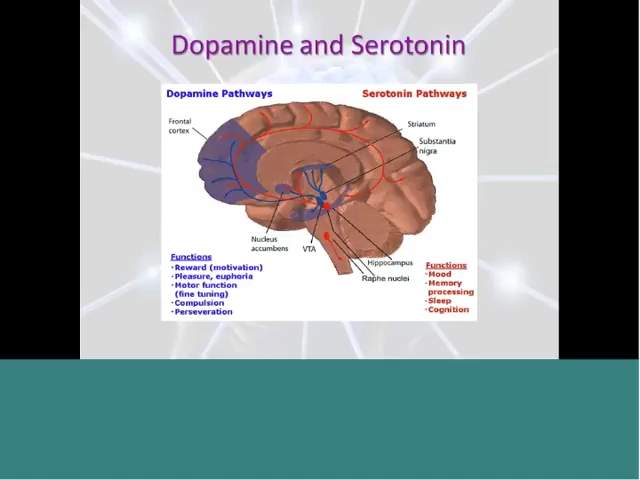 Dopamine and Serotonin
Dopamine Pathways
Serotonin Pathways
Frontal
cortex
Striatum
Substantia
nigra
Nucleus
accumbens
VTA
Hippocampus
Raphe nuclei
Functions
·Reward (motivation)
·Pleasure, euphoria
·Motor function
(fine tuning)
·Compulsion
·Perseveration
Functions
·Mood
·Memory
processing
·Sleep
·Cognition